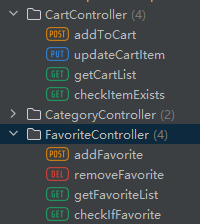 CartController (4)
POST addToCart
PUT updateCartItem
GET getCartList
GET checkItemExists
CategoryController (2)
FavoriteController (4)
POST addFavorite
DEL removeFavorite
GET getFavoriteList
GET checkIfFavorite